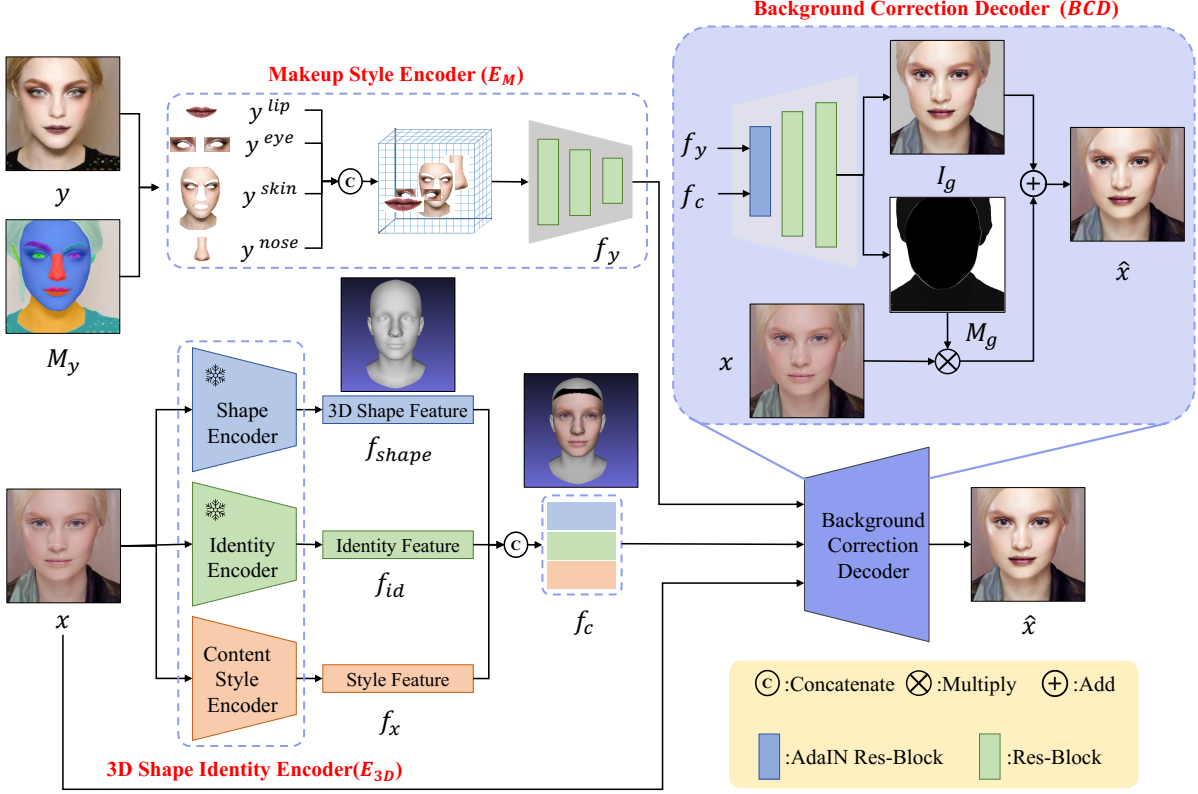 Background Correction Decoder (BCD)
Makeup Style Encoder (E_M)
y
M_y
y^lip
y^eye
y^skin
y^nose
C
f_y
f_y
f_c
I_g
M_g
x
x̂
Shape
Encoder
3D Shape Feature
f_shape
Identity
Encoder
Identity Feature
f_id
C
f_c
Content
Style
Encoder
Style Feature
f_x
x
Background
Correction
Decoder
x̂
3D Shape Identity Encoder(E_3D)
C :Concatenate :Multiply :Add
:AdaIN Res-Block :Res-Block